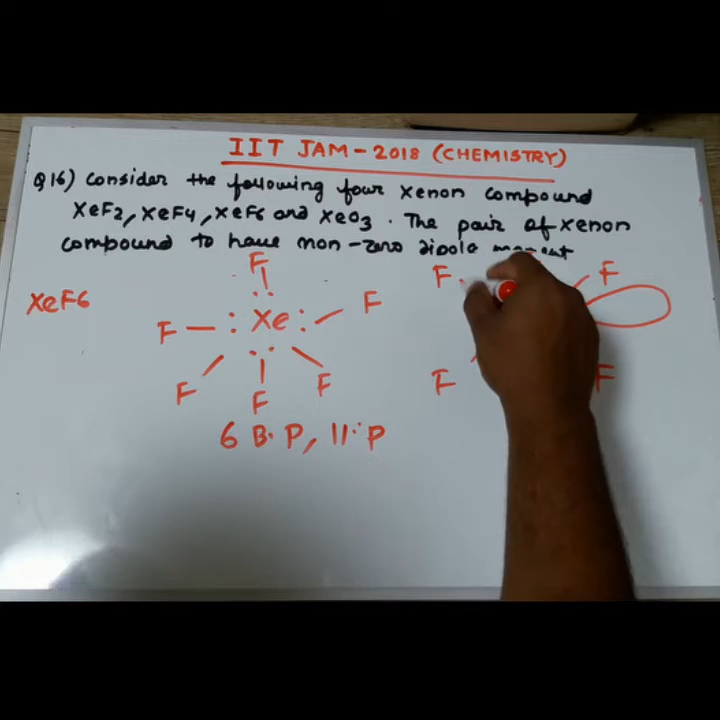 IIT JAM-2018 (CHEMISTRY)
Q16) Consider the following four xenon compound
XeF2, XeF4, XeF6 and XeO3. The pair of xenon
compound to have non-zero dipole
XeF6
F
F — : Xe : — F
F F F
6 B.P, 1 l.P
F F
F F